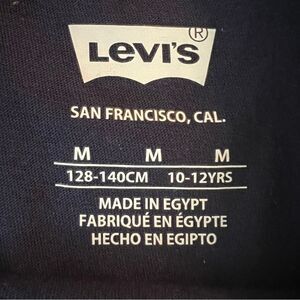 LEVI'S®
SAN FRANCISCO, CAL.
M M M
128-140CM 10-12YRS
MADE IN EGYPT
FABRIQUÉ EN ÉGYPTE
HECHO EN EGIPTO